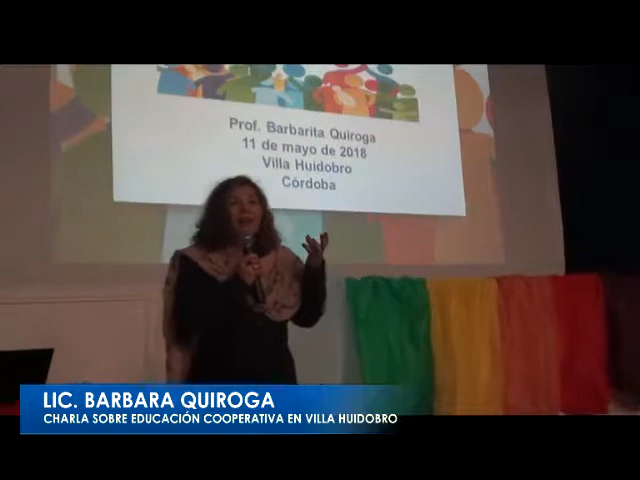 Prof. Barbarita Quiroga
11 de mayo de 2018
Villa Huidobro
Córdoba
LIC. BARBARA QUIROGA
CHARLA SOBRE EDUCACIÓN COOPERATIVA EN VILLA HUIDOBRO